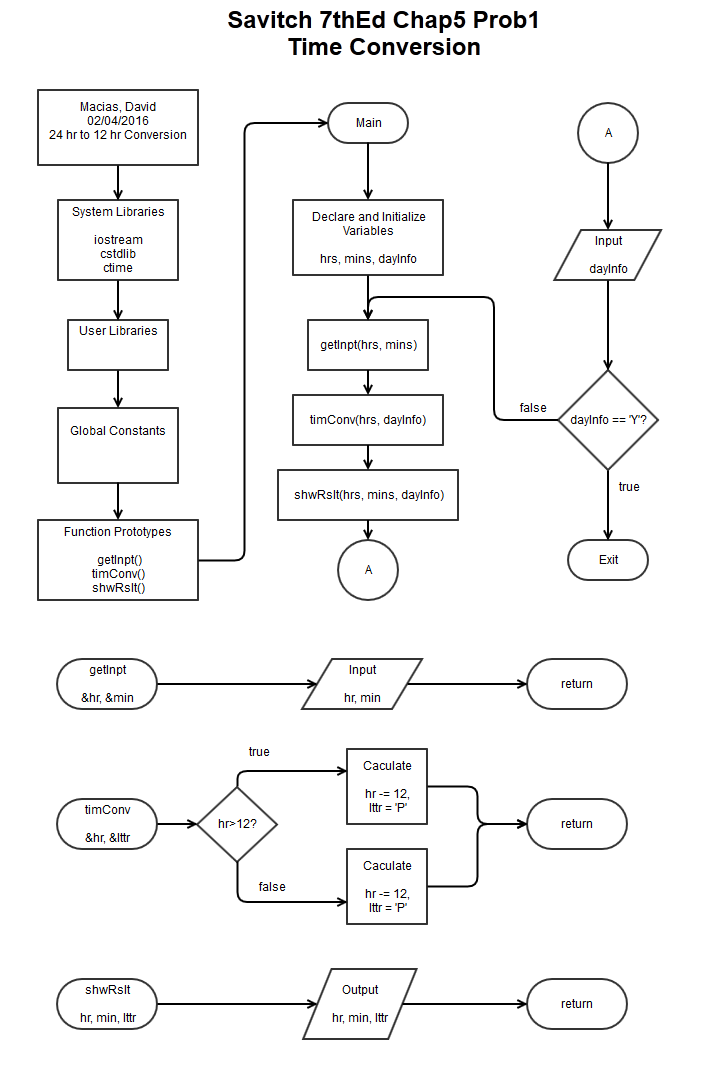 Savitch 7thEd Chap5 Prob1
Time Conversion
Macias, David
02/04/2016
24 hr to 12 hr Conversion
System Libraries
iostream
cstdlib
ctime
User Libraries
Global Constants
Function Prototypes
getInpt()
timConv()
shwRslt()
Main
Declare and Initialize
Variables
hrs, mins, dayInfo
getInpt(hrs, mins)
timConv(hrs, dayInfo)
shwRslt(hrs, mins, dayInfo)
A
A
Input
dayInfo
false
dayInfo == 'Y'?
true
Exit
getInpt
&hr, &min
Input
hr, min
return
timConv
&hr, &lttr
hr>12?
true
Caculate
hr -= 12,
lttr = 'P'
false
Caculate
hr -= 12,
lttr = 'P'
return
shwRslt
hr, min, lttr
Output
hr, min, lttr
return